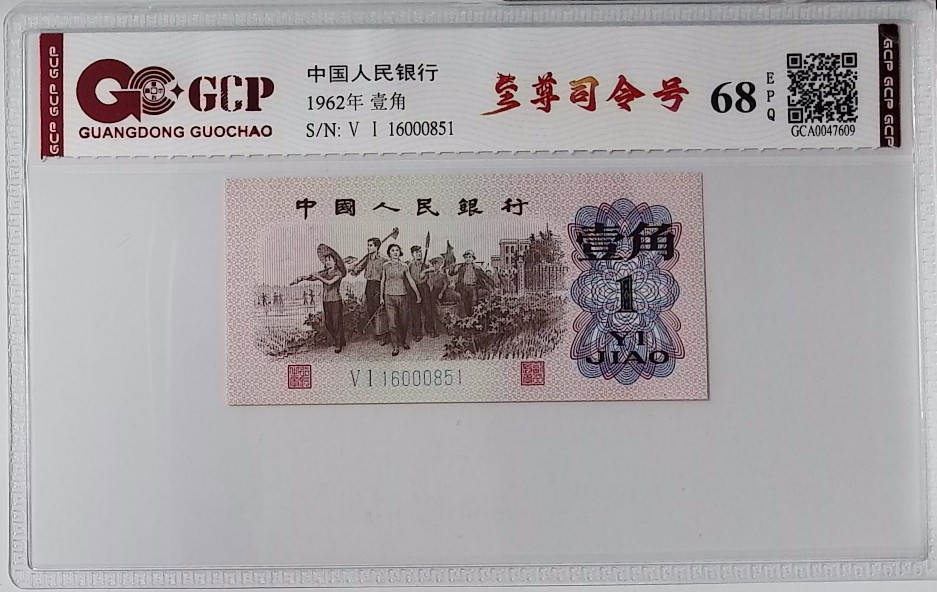 GCP GCP GCP
GCP
GUANGDONG GUOCHAO
中国人民银行
1962年 壹角
S/N: V I 16000851
至尊司令号
68
EPQ
GCA0047609
GCP GCP GCP
中國人民銀行
壹角
1
YI
JIAO
V I 16000851